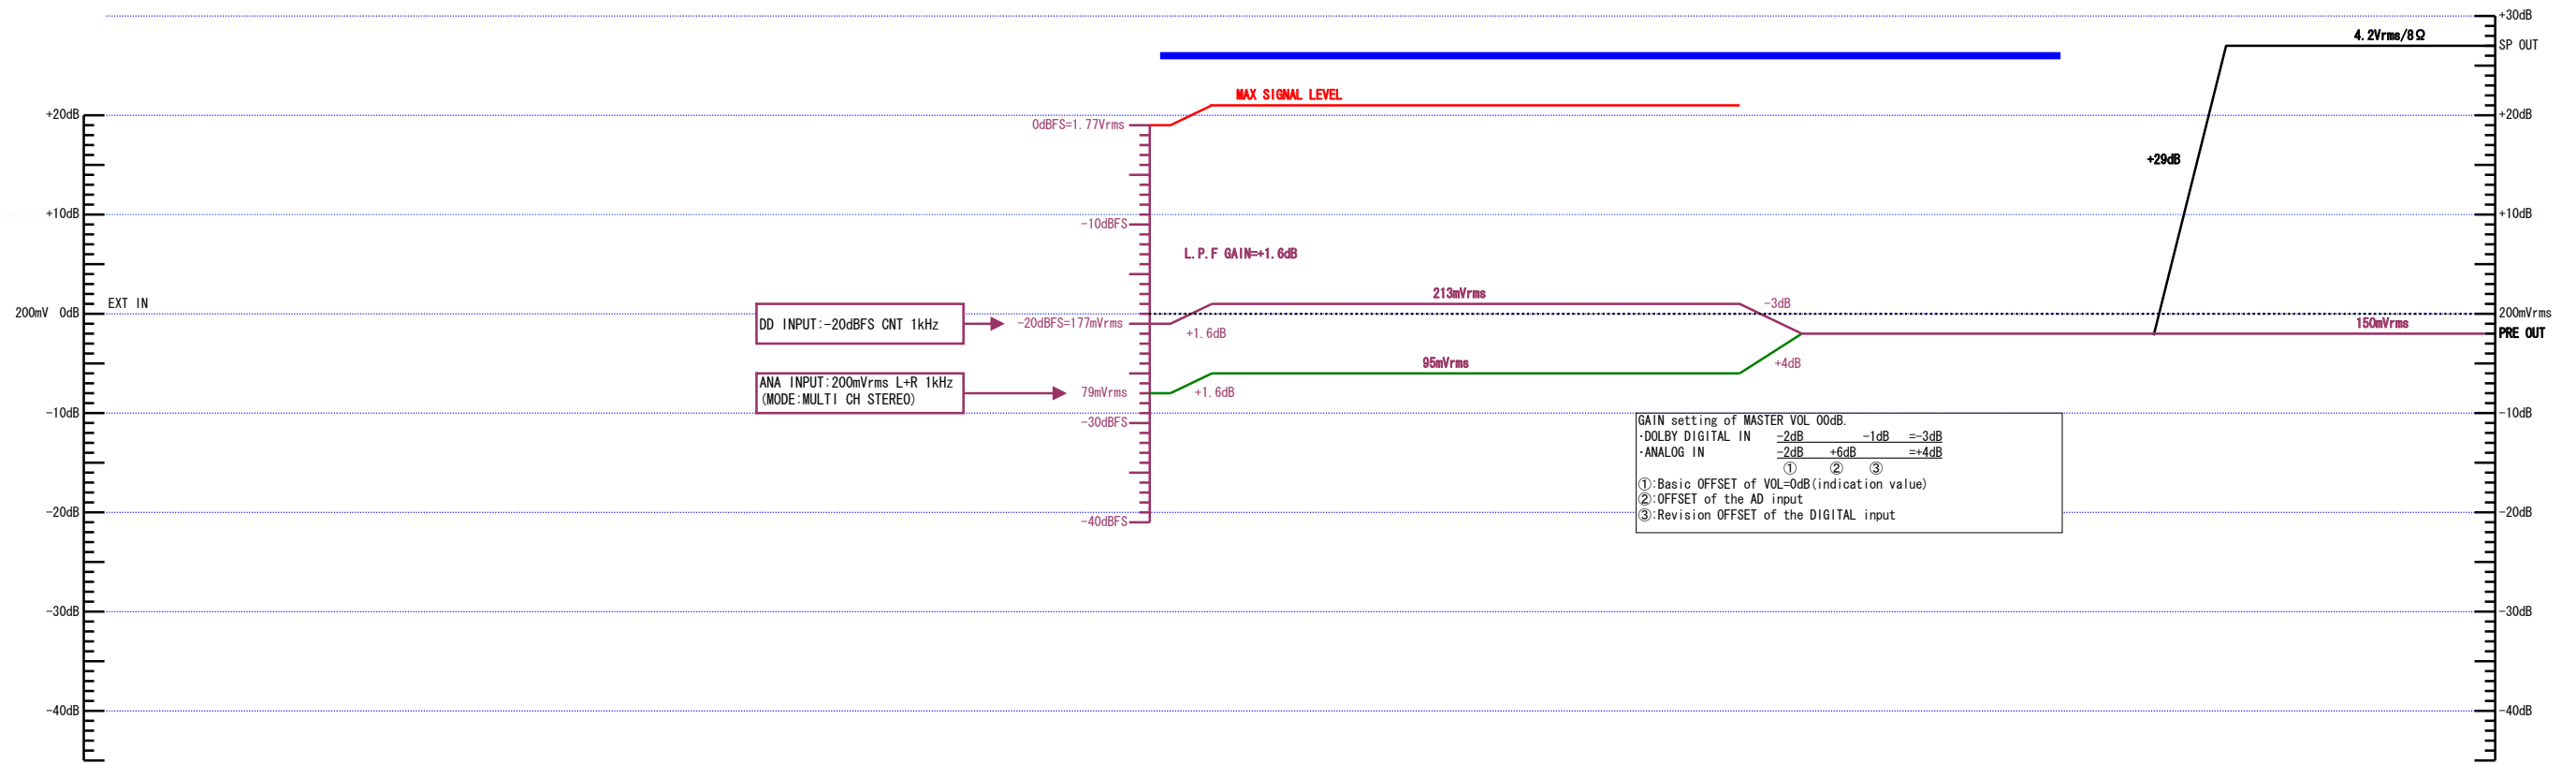 +30dB
4.2Vrms/8Ω
SP OUT
MAX SIGNAL LEVEL
+20dB
+20dB
0dBFS=1.77Vrms
+29dB
+10dB
+10dB
-10dBFS
L.P.F GAIN=+1.6dB
213mVrms
EXT IN
-3dB
200mV 0dB
200mVrms
DD INPUT:-20dBFS CNT 1kHz
-20dBFS=177mVrms
150mVrms
+1.6dB
PRE OUT
95mVrms
+4dB
ANA INPUT:200mVrms L+R 1kHz
(MODE:MULTI CH STEREO)
79mVrms
+1.6dB
-10dB
-10dB
-30dBFS
GAIN setting of MASTER VOL 00dB.
・DOLBY DIGITAL IN -2dB -1dB =-3dB
・ANALOG IN -2dB +6dB =+4dB
① ② ③
①:Basic OFFSET of VOL=0dB(indication value)
②:OFFSET of the AD input
③:Revision OFFSET of the DIGITAL input
-20dB
-20dB
-40dBFS
-30dB
-30dB
-40dB
-40dB